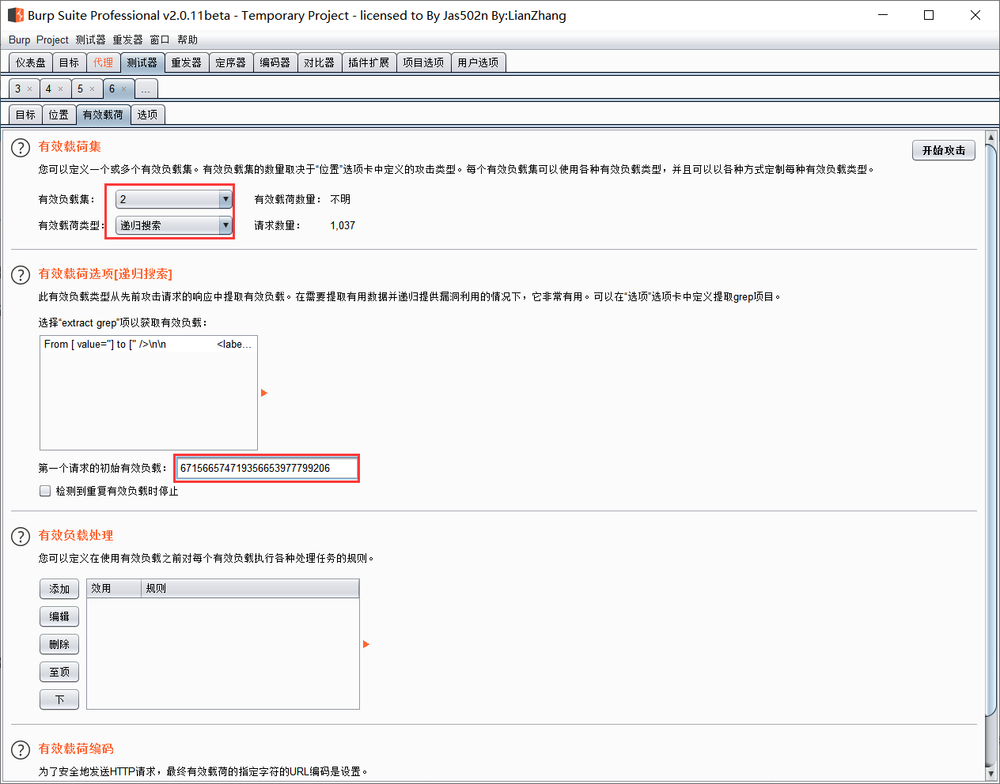 Burp Suite Professional v2.0.11beta - Temporary Project - licensed to By Jas502n By:LianZhang
Burp Project 测试器 重发器 窗口 帮助
仪表盘 目标 代理 测试器 重发器 定序器 编码器 对比器 插件扩展 项目选项 用户选项
3 × 4 × 5 × 6 × ...
目标 位置 有效载荷 选项
? 有效载荷集
开始攻击
您可以定义一个或多个有效负载集。有效负载集的数量取决于“位置”选项卡中定义的攻击类型。每个有效负载集可以使用各种有效负载类型，并且可以以各种方式定制每种有效负载类型。
有效负载集： 2 有效载荷数量： 不明
有效载荷类型: 递归搜索 请求数量： 1,037
? 有效载荷选项[递归搜索]
此有效负载类型从先前攻击请求的响应中提取有效负载。在需要提取有用数据并递归提供漏洞利用的情况下，它非常有用。可以在“选项”选项卡中定义提取grep项目。
选择“extract grep”项以获取有效负载：
From [ value="] to [" />\n\n <labe...
第一个请求的初始有效负载： 67156657471935665397779920​6
检测到重复有效负载时停止
? 有效负载处理
您可以定义在使用有效负载之前对每个有效负载执行各种处理任务的规则。
添加 效用 规则
编辑
删除
至顶
下
? 有效载荷编码
为了安全地发送HTTP请求，最终有效载荷的指定字符的URL编码是设置。